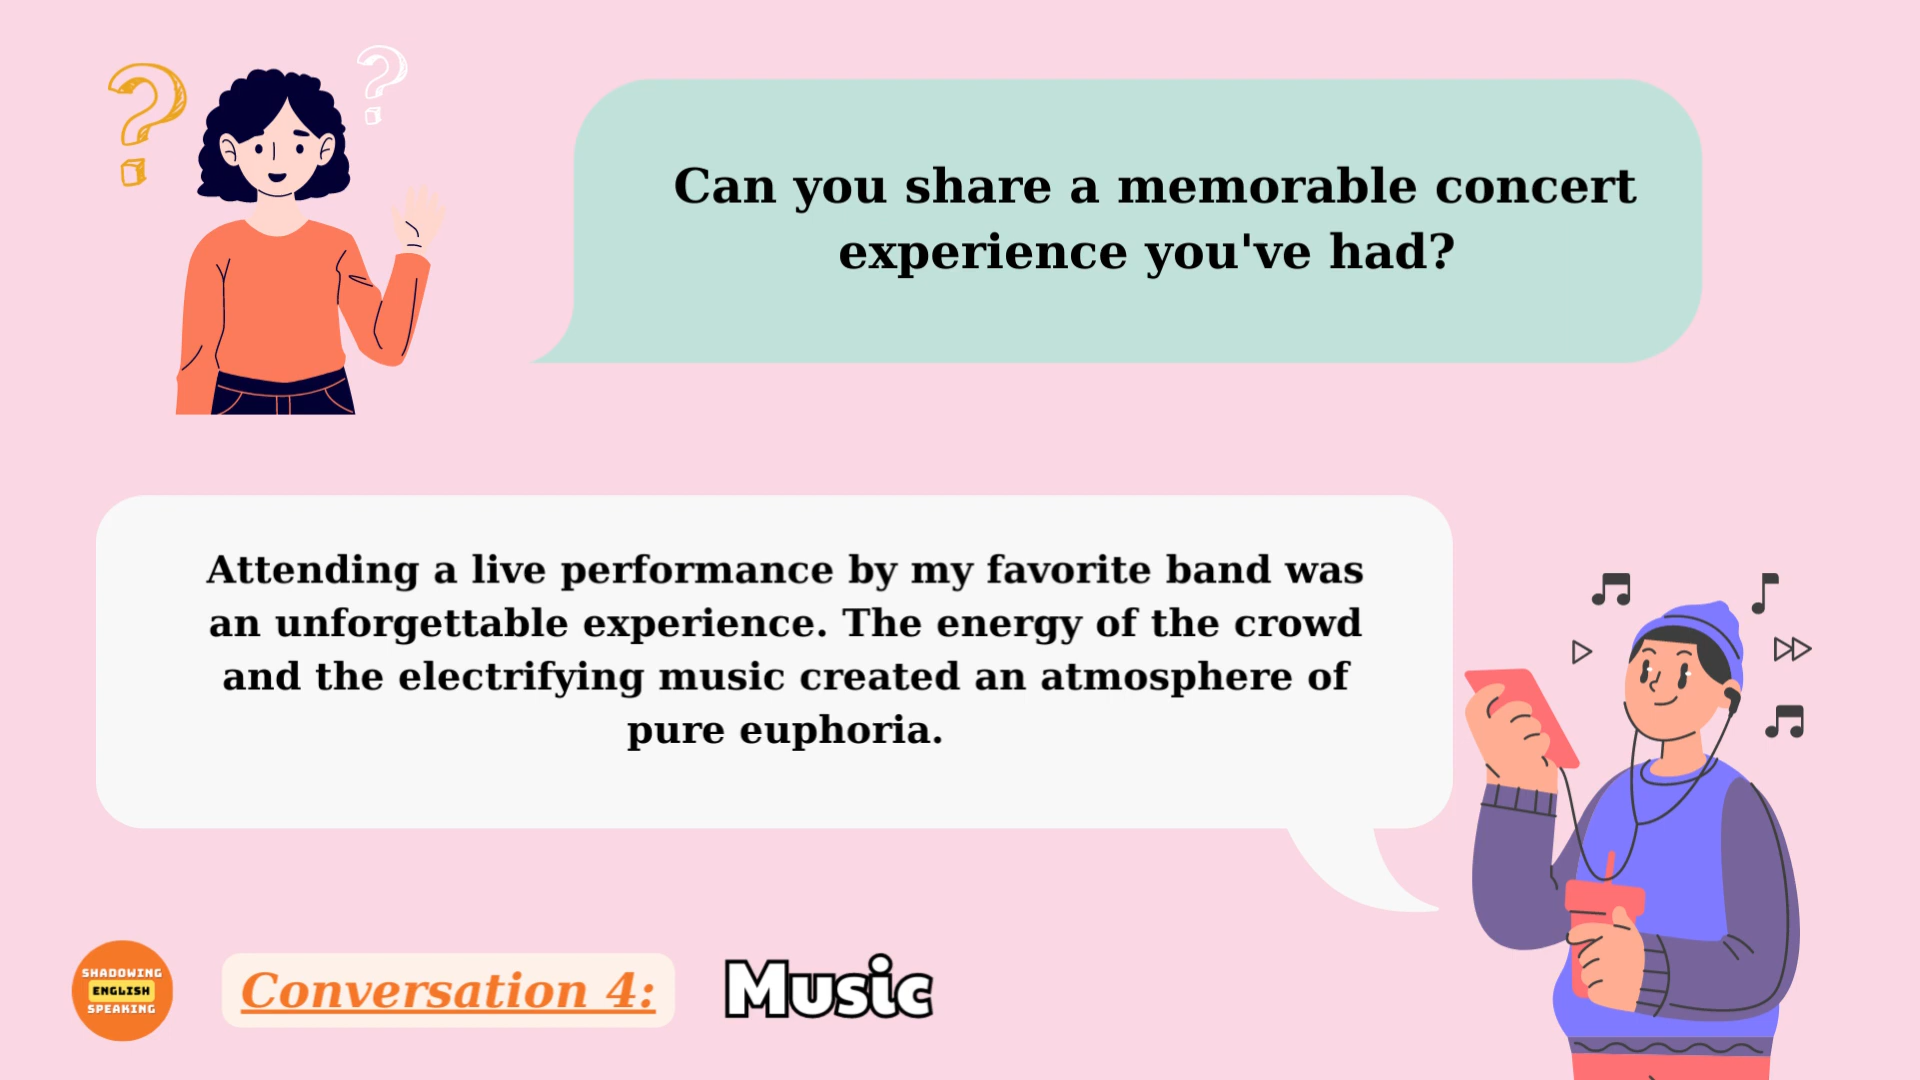 Can you share a memorable concert
experience you've had?
Attending a live performance by my favorite band was
an unforgettable experience. The energy of the crowd
and the electrifying music created an atmosphere of
pure euphoria.
SHADOWING
ENGLISH
SPEAKING
Conversation 4:
Music